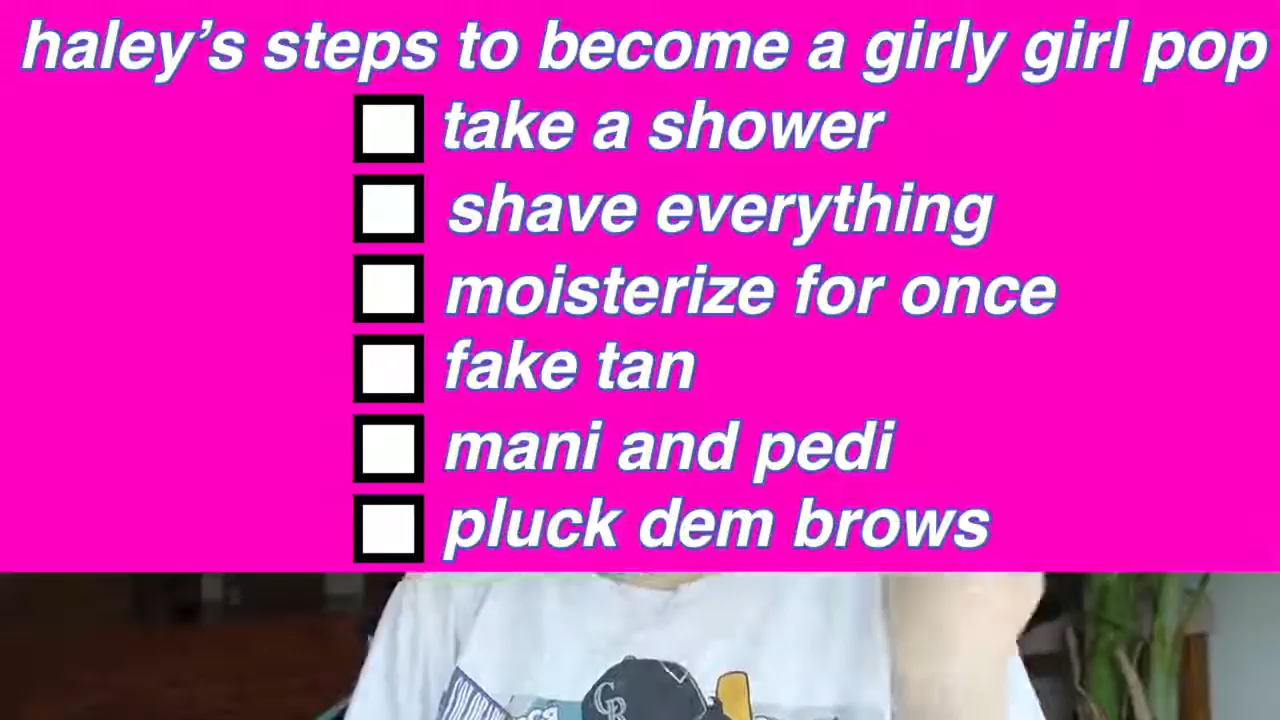 haley’s steps to become a girly girl pop
take a shower
shave everything
moisterize for once
fake tan
mani and pedi
pluck dem brows
CR